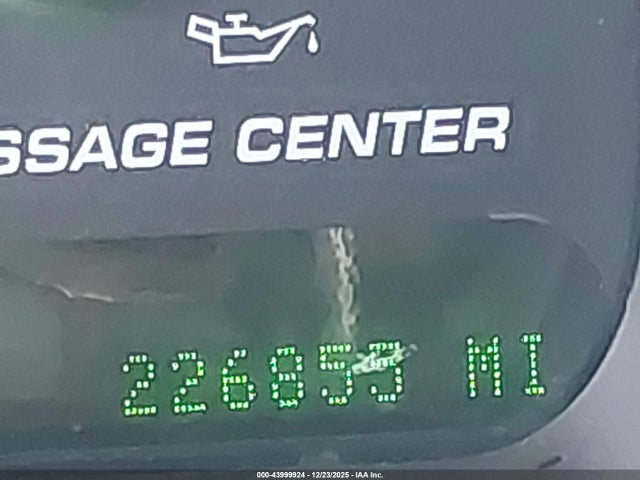 SSAGE CENTER
226853 MI
000-43999924 - 12/23/2025 - IAA Inc.